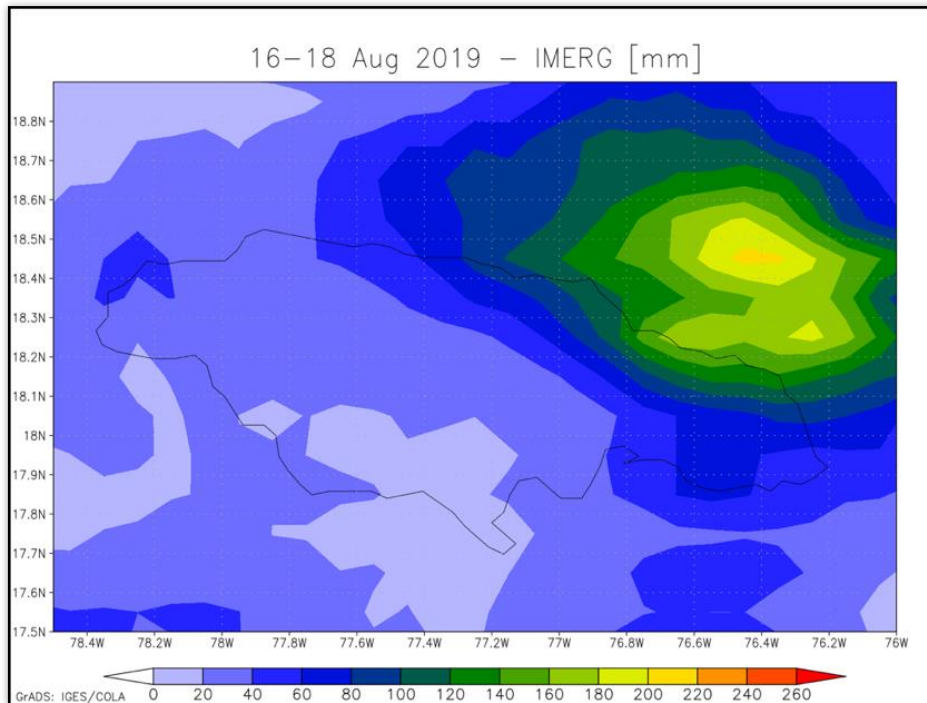 16-18 Aug 2019 - IMERG [mm]
18.8N
18.7N
18.6N
18.5N
18.4N
18.3N
18.2N
18.1N
18N
17.9N
17.8N
17.7N
17.6N
17.5N
78.4W 78.2W 78W 77.8W 77.6W 77.4W 77.2W 77W 76.8W 76.6W 76.4W 76.2W 76W
0 20 40 60 80 100 120 140 160 180 200 220 240 260
GrADS: IGES/COLA